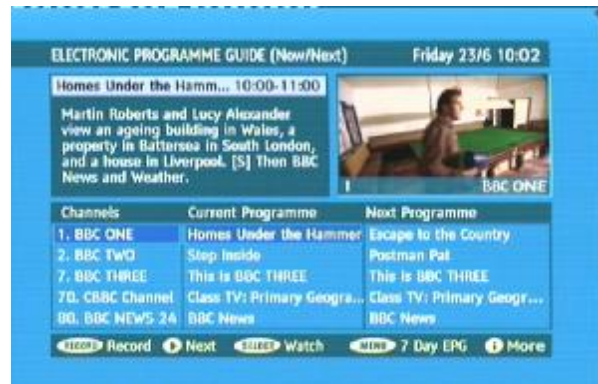 ELECTRONIC PROGRAMME GUIDE (Now/Next) Friday 23/6 10:02
Homes Under the Hamm... 10:00-11:00
Martin Roberts and Lucy Alexander
view an ageing
building in Wales, a
property in Battersea in South London,
and a house in Liverpool. [S] Then BBC
News and Weather.
1 BBC ONE
Channels Current Programme Next Programme
1. BBC ONE Homes Under the Hammer Escape to the Country
2. BBC TWO Step Inside Postman Pat
7. BBC THREE This is BBC THREE This is BBC THREE
70. CBBC Channel Class TV: Primary Geogra... Class TV: Primary Geogr...
80. BBC NEWS 24 BBC News BBC News
RECORD Record Next SELECT Watch MENU 7 Day EPG i More